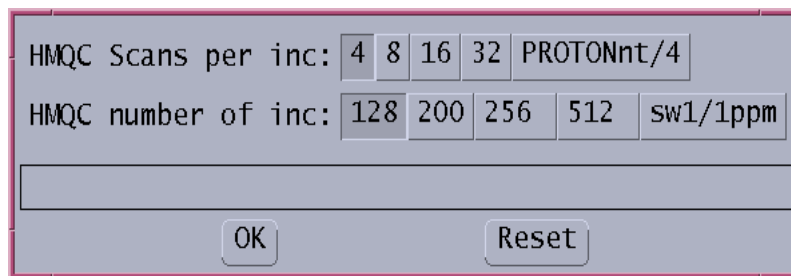 HMQC Scans per inc: 4 8 16 32 PROTONnt/4
HMQC number of inc: 128 200 256 512 sw1/1ppm
OK Reset